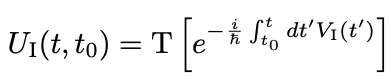 U_I(t, t_0) = T [ e^{-\frac{i}{\hbar} \int_{t_0}^{t} dt' V_I(t')} ]